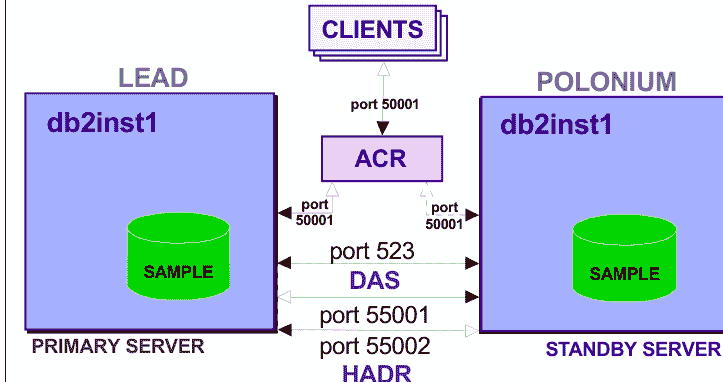 CLIENTS
LEAD
POLONIUM
port 50001
db2inst1
db2inst1
ACR
port
50001
port
50001
port 523
SAMPLE
SAMPLE
DAS
port 55001
PRIMARY SERVER
port 55002
STANDBY SERVER
HADR